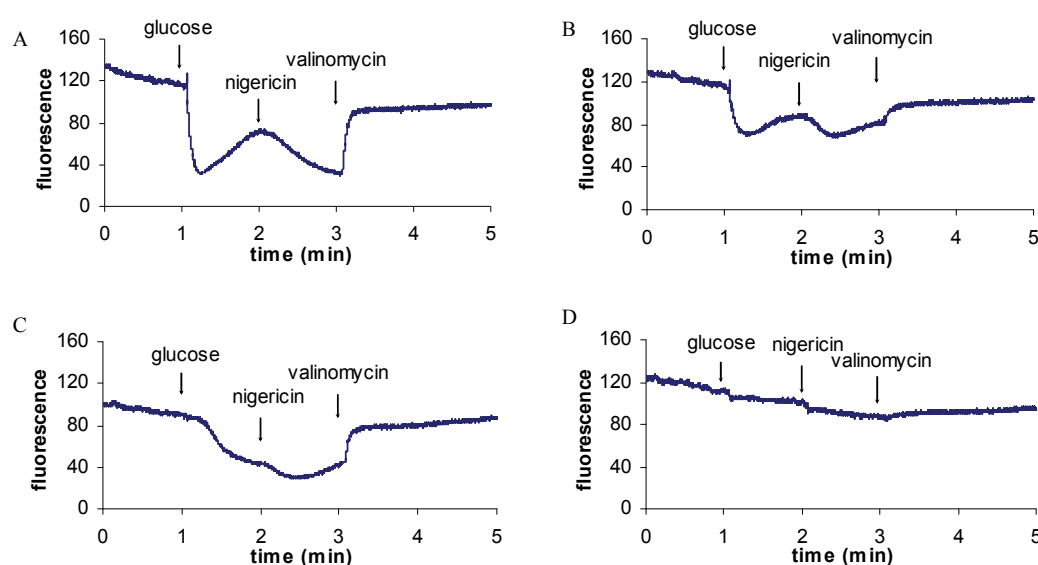 A
glucose
valinomycin
nigericin
160
120
80
40
0
fluorescence
0 1 2 3 4 5
time (min)
B
valinomycin
glucose
nigericin
160
120
80
40
0
fluorescence
0 1 2 3 4 5
time (min)
C
glucose
valinomycin
nigericin
160
120
80
40
0
fluorescence
0 1 2 3 4 5
time (min)
D
glucose nigericin
valinomycin
160
120
80
40
0
fluorescence
0 1 2 3 4 5
time (min)